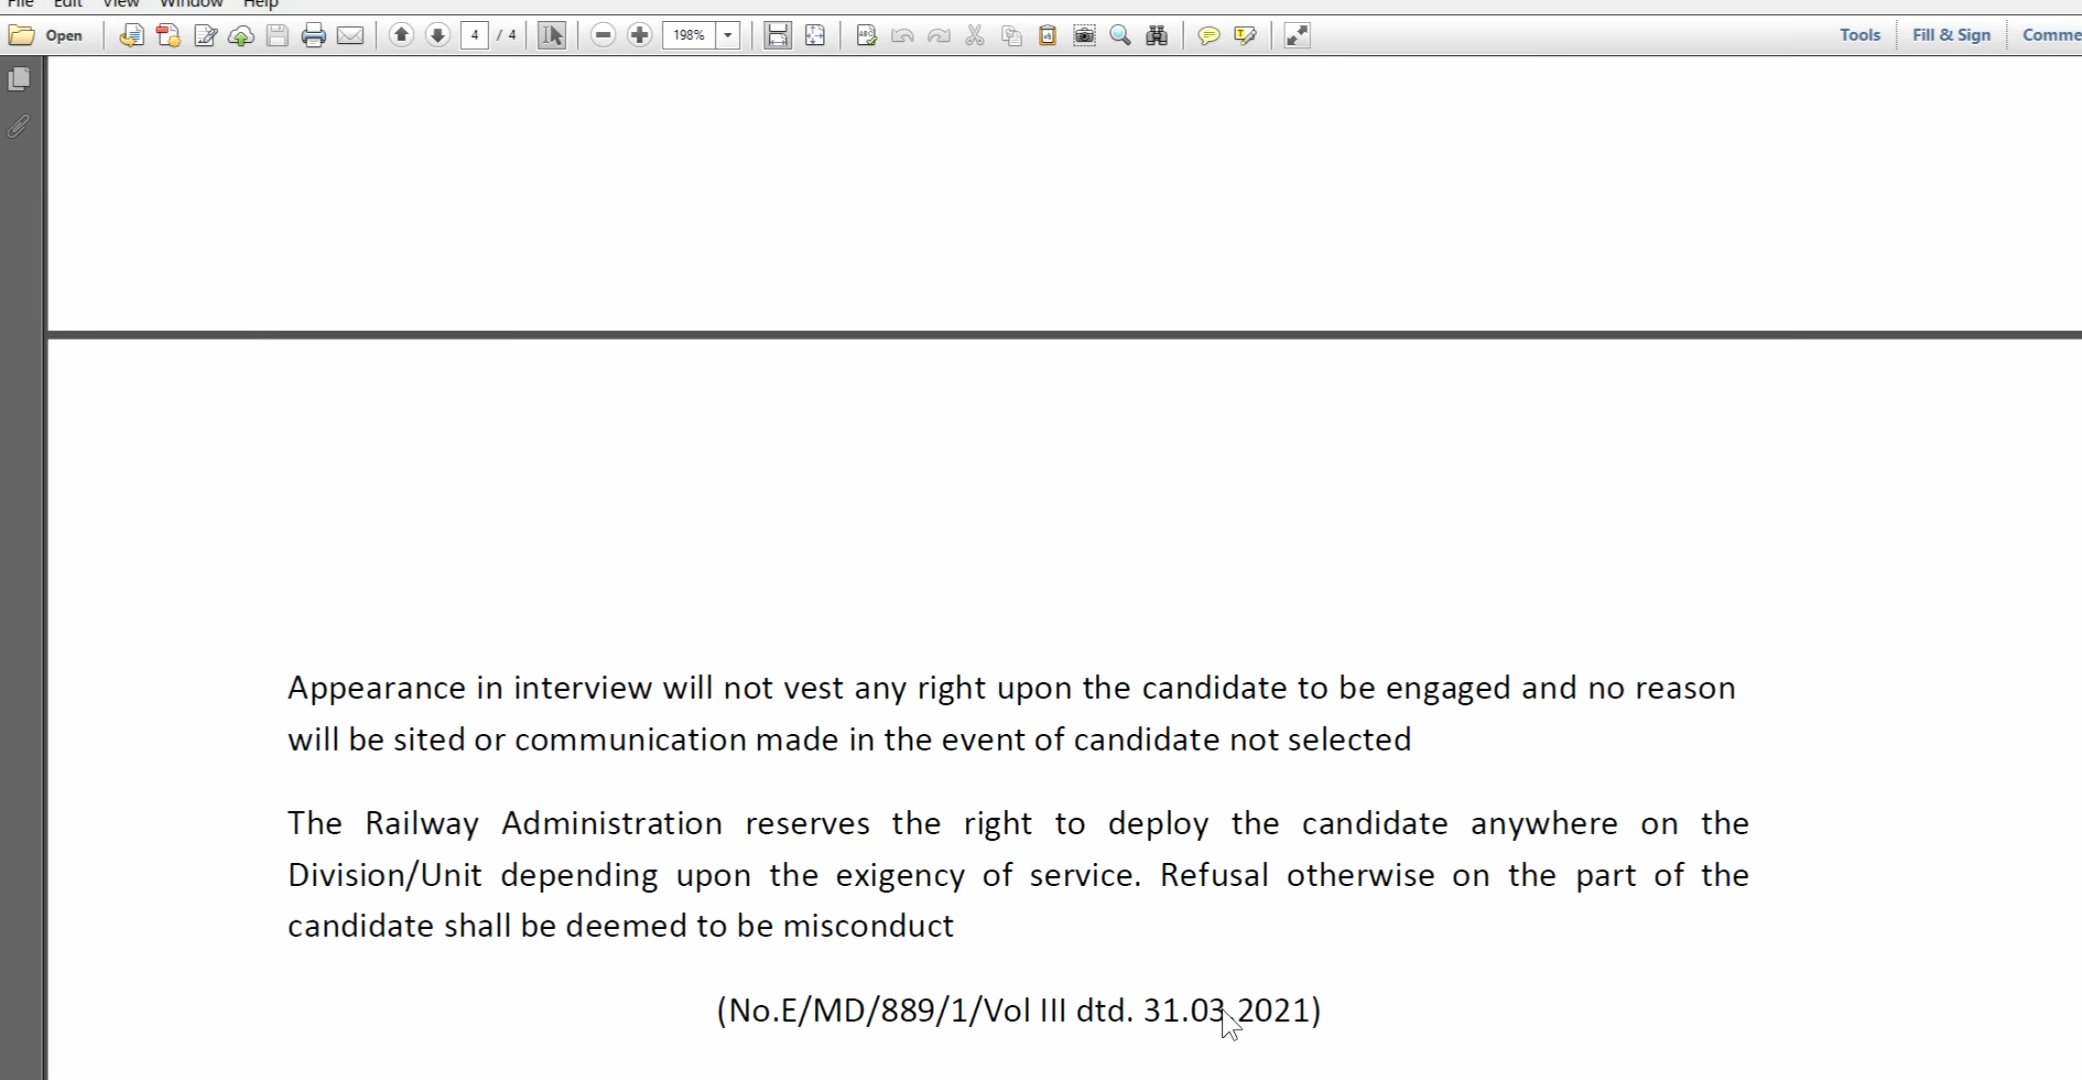 File Edit View Window Help
Open 4 / 4 198% Tools Fill & Sign Comme
Appearance in interview will not vest any right upon the candidate to be engaged and no reason
will be sited or communication made in the event of candidate not selected
The Railway Administration reserves the right to deploy the candidate anywhere on the
Division/Unit depending upon the exigency of service. Refusal otherwise on the part of the
candidate shall be deemed to be misconduct
(No.E/MD/889/1/Vol III dtd. 31.03.2021)